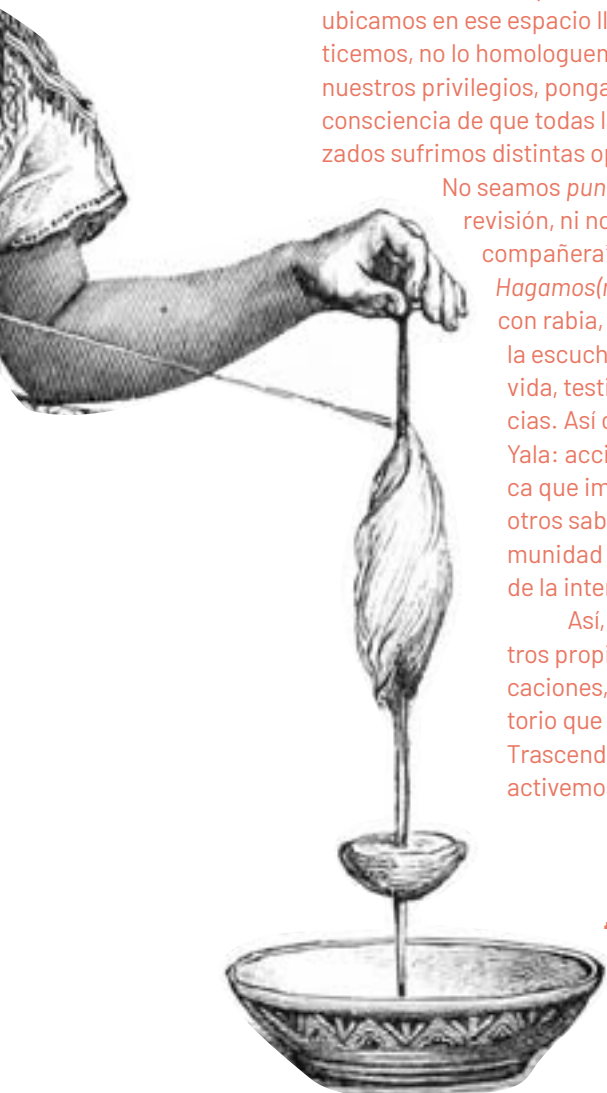 ubicamos en ese espacio ll
ticemos, no lo homologuen
nuestros privilegios, ponga
consciencia de que todas l
zados sufrimos distintas op
No seamos pun
revisión, ni no
compañera
Hagamos(n
con rabia,
la escuch
vida, testi
cias. Así
Yala: acci
ca que im
otros sab
munidad
de la inter
Así,
tros propi
caciones,
torio que
Trascend
activemo